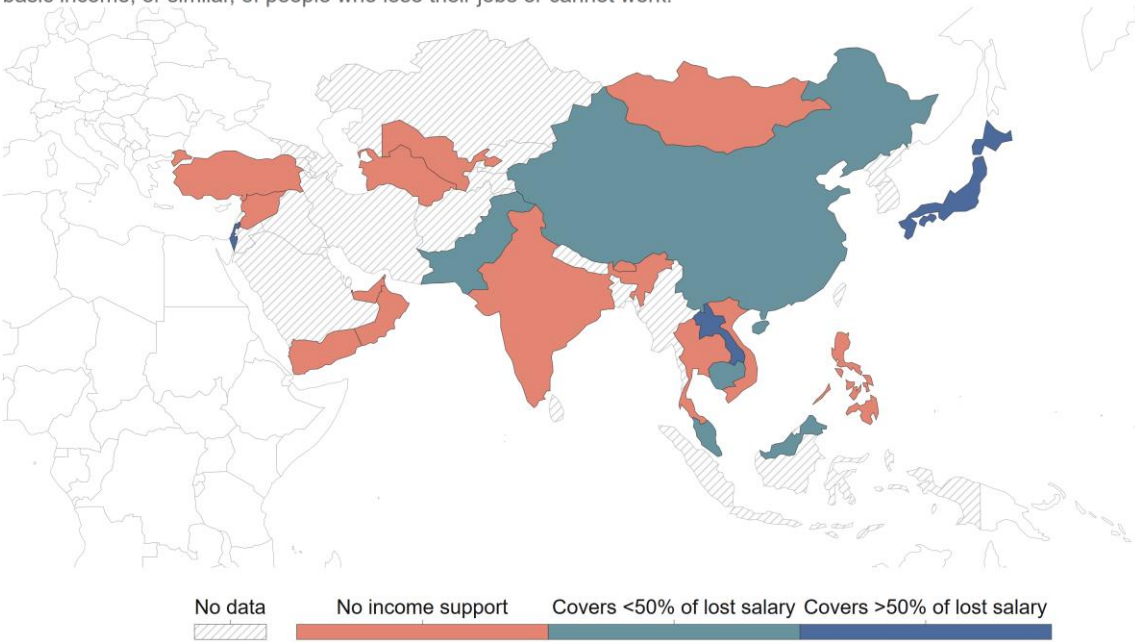 basic income, or similar, of people who lose their jobs or cannot work.
No data
No income support
Covers <50% of lost salary
Covers >50% of lost salary